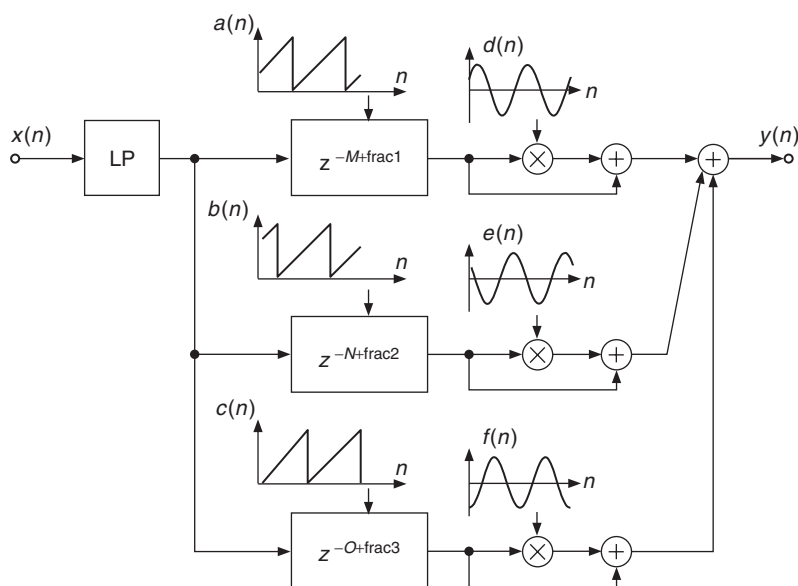 a(n)
d(n)
n
n
x(n)
LP
z^{-M+frac1}
×
+
+
y(n)
b(n)
e(n)
n
n
z^{-N+frac2}
×
+
c(n)
f(n)
n
n
z^{-O+frac3}
×
+